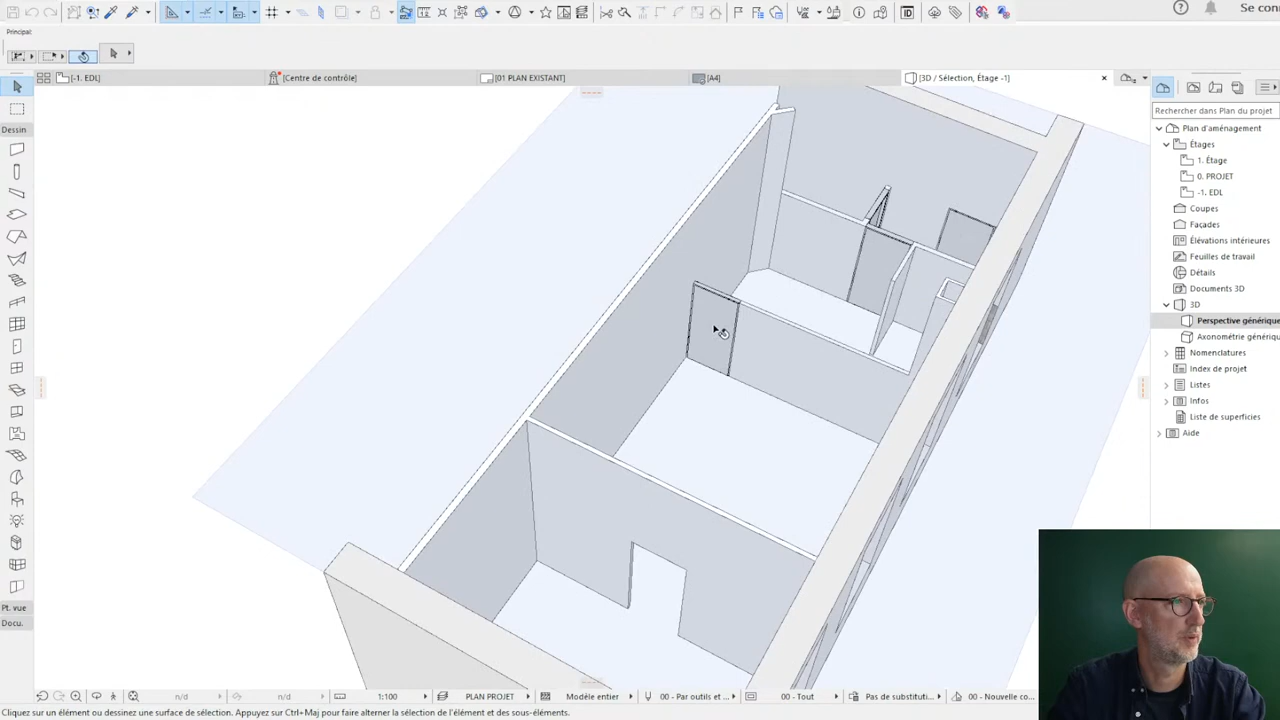 Se con
Principal:
[-1. EDL]
[Centre de contrôle]
[01 PLAN EXISTANT]
[A4]
[3D / Sélection, Étage -1]
Dessin
Rechercher dans Plan du projet
Plan d'aménagement
Étages
1. Étage
0. PROJET
-1. EDL
Coupes
Façades
Élévations intérieures
Feuilles de travail
Détails
Documents 3D
3D
Perspective génériqu
Axonométrie génériq
Nomenclatures
Index de projet
Listes
Infos
Liste de superficies
Aide
Pt. vue
Docu.
n/d
n/d
1:100
PLAN PROJET
Modèle entier
00 - Par outils et ...
00 - Tout
Pas de substituti...
00 - Nouvelle co...
Cliquez sur un élément ou dessinez une surface de sélection. Appuyez sur Ctrl+Maj pour faire alterner la sélection de l'élément et des sous-éléments.